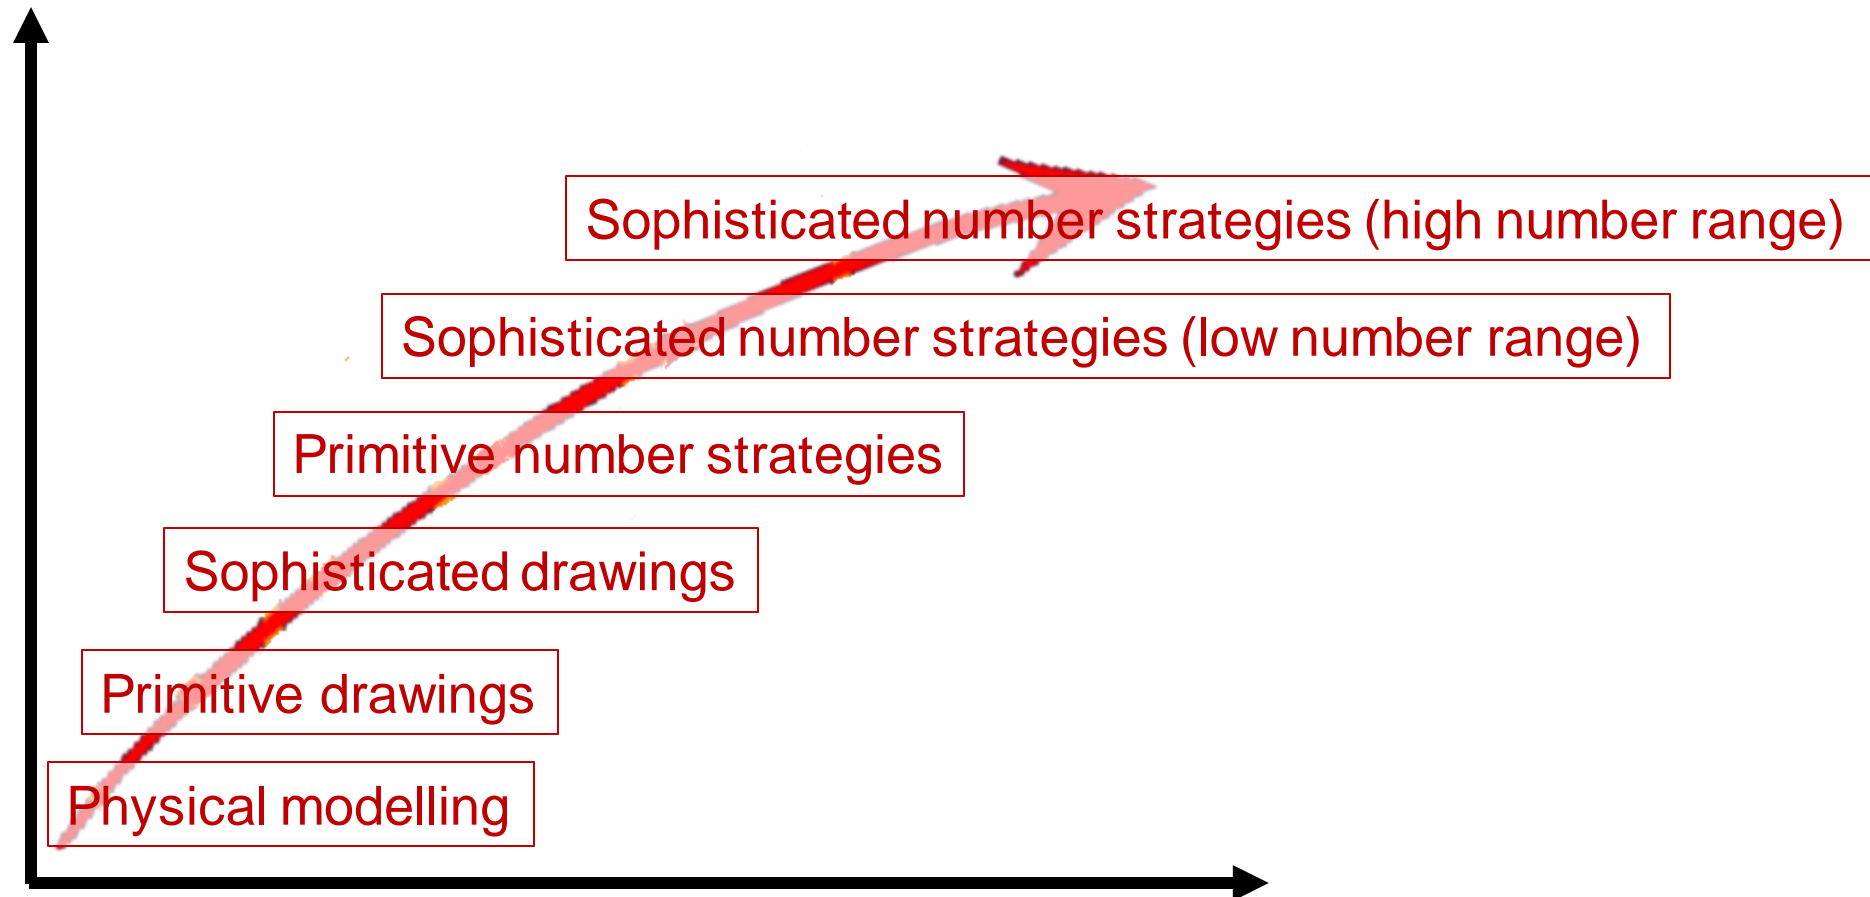 Sophisticated number strategies (high number range)
Sophisticated number strategies (low number range)
Primitive number strategies
Sophisticated drawings
Primitive drawings
Physical modelling